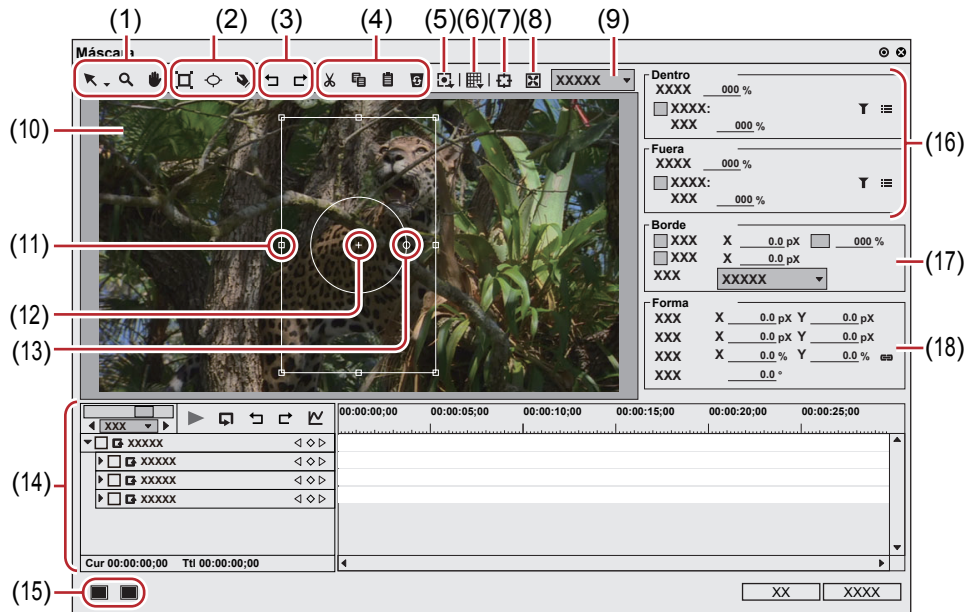 (1) (2) (3) (4) (5) (6) (7) (8) (9)
Máscara
XXXXX
(10)
(11)
(12)
(13)
Dentro
XXXX 000 %
XXXX:
XXX 000 %
Fuera
XXXX 000 %
XXXX:
XXX 000 %
(16)
Borde
XXX X 0.0 pX 000 %
XXX X 0.0 pX
XXX XXXXX
(17)
Forma
XXX X 0.0 pX Y 0.0 pX
XXX X 0.0 pX Y 0.0 pX
XXX X 0.0 % Y 0.0 %
XXX 0.0 °
(18)
(14)
XXX
00:00:00;00 00:00:05;00 00:00:10;00 00:00:15;00 00:00:20;00 00:00:25;00
XXXXX
XXXXX
XXXXX
XXXXX
Cur 00:00:00;00 Ttl 00:00:00;00
(15)
XX XXXX